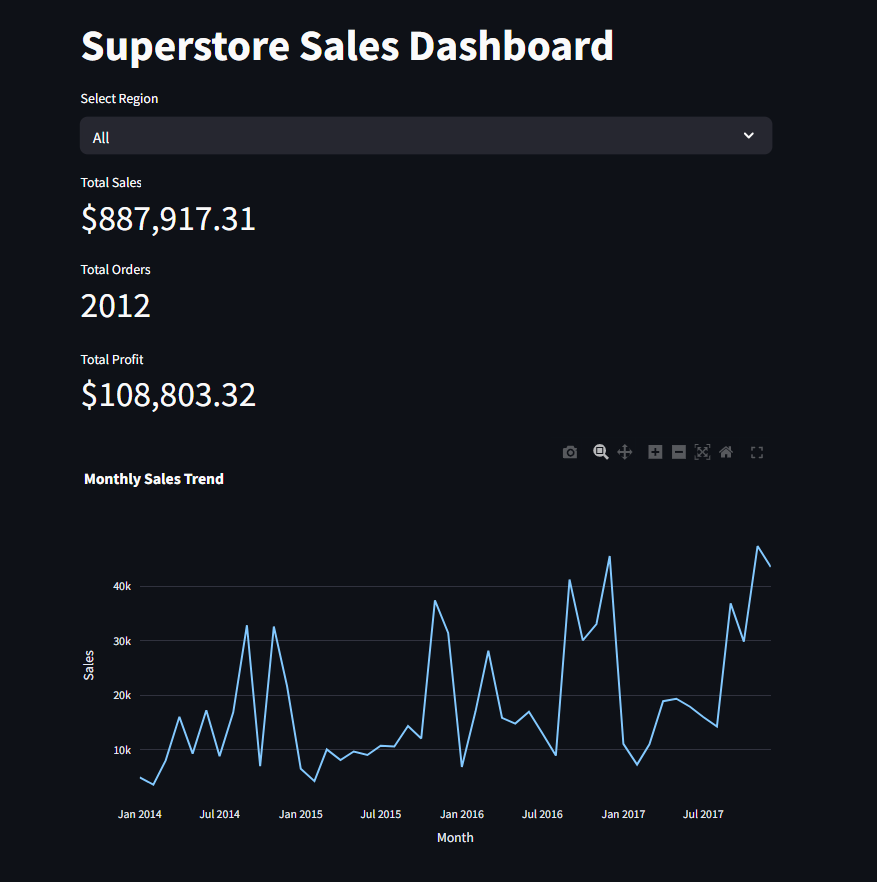 Superstore Sales Dashboard
Select Region
All
Total Sales
$887,917.31
Total Orders
2012
Total Profit
$108,803.32
Monthly Sales Trend
40k
30k
20k
10k
Sales
Jan 2014 Jul 2014 Jan 2015 Jul 2015 Jan 2016 Jul 2016 Jan 2017 Jul 2017
Month